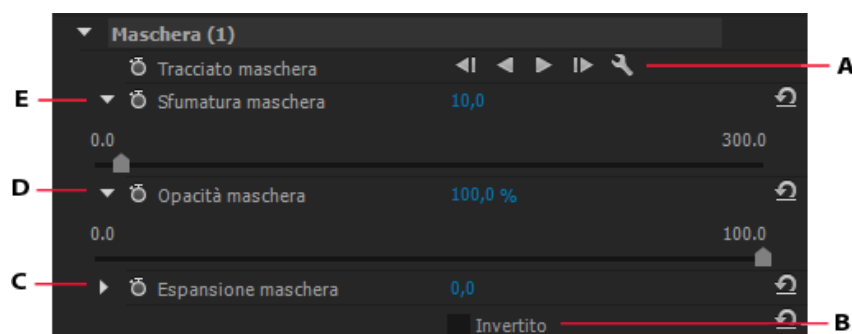 Maschera (1)
Tracciato maschera
A
E
Sfumatura maschera 10,0
0.0 300.0
D
Opacità maschera 100,0 %
0.0 100.0
C
Espansione maschera 0,0
Invertito
B